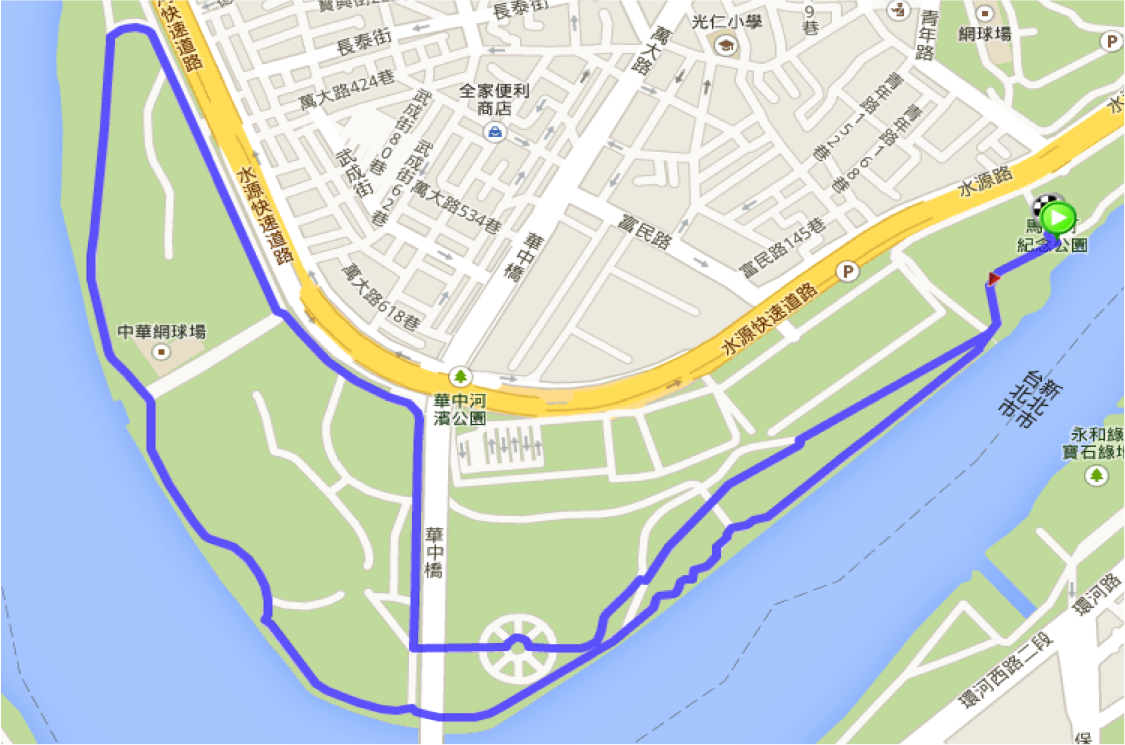 長泰街
光仁小學
9
巷
青年路
網球場
P
長泰街
萬大路
萬大路424巷
全家便利
商店
武成街80巷
武成街62巷
武成街
青年路152巷
青年路168巷
水源快速道路
萬大路534巷
水源路
富民路
富民路145巷
紀念公園
華中橋
萬大路618巷
P
水源快速道路
中華網球場
華中河
濱公園
新北市
台北市
永和綠
寶石綠地
華中橋
環河路
環河西路二段
保